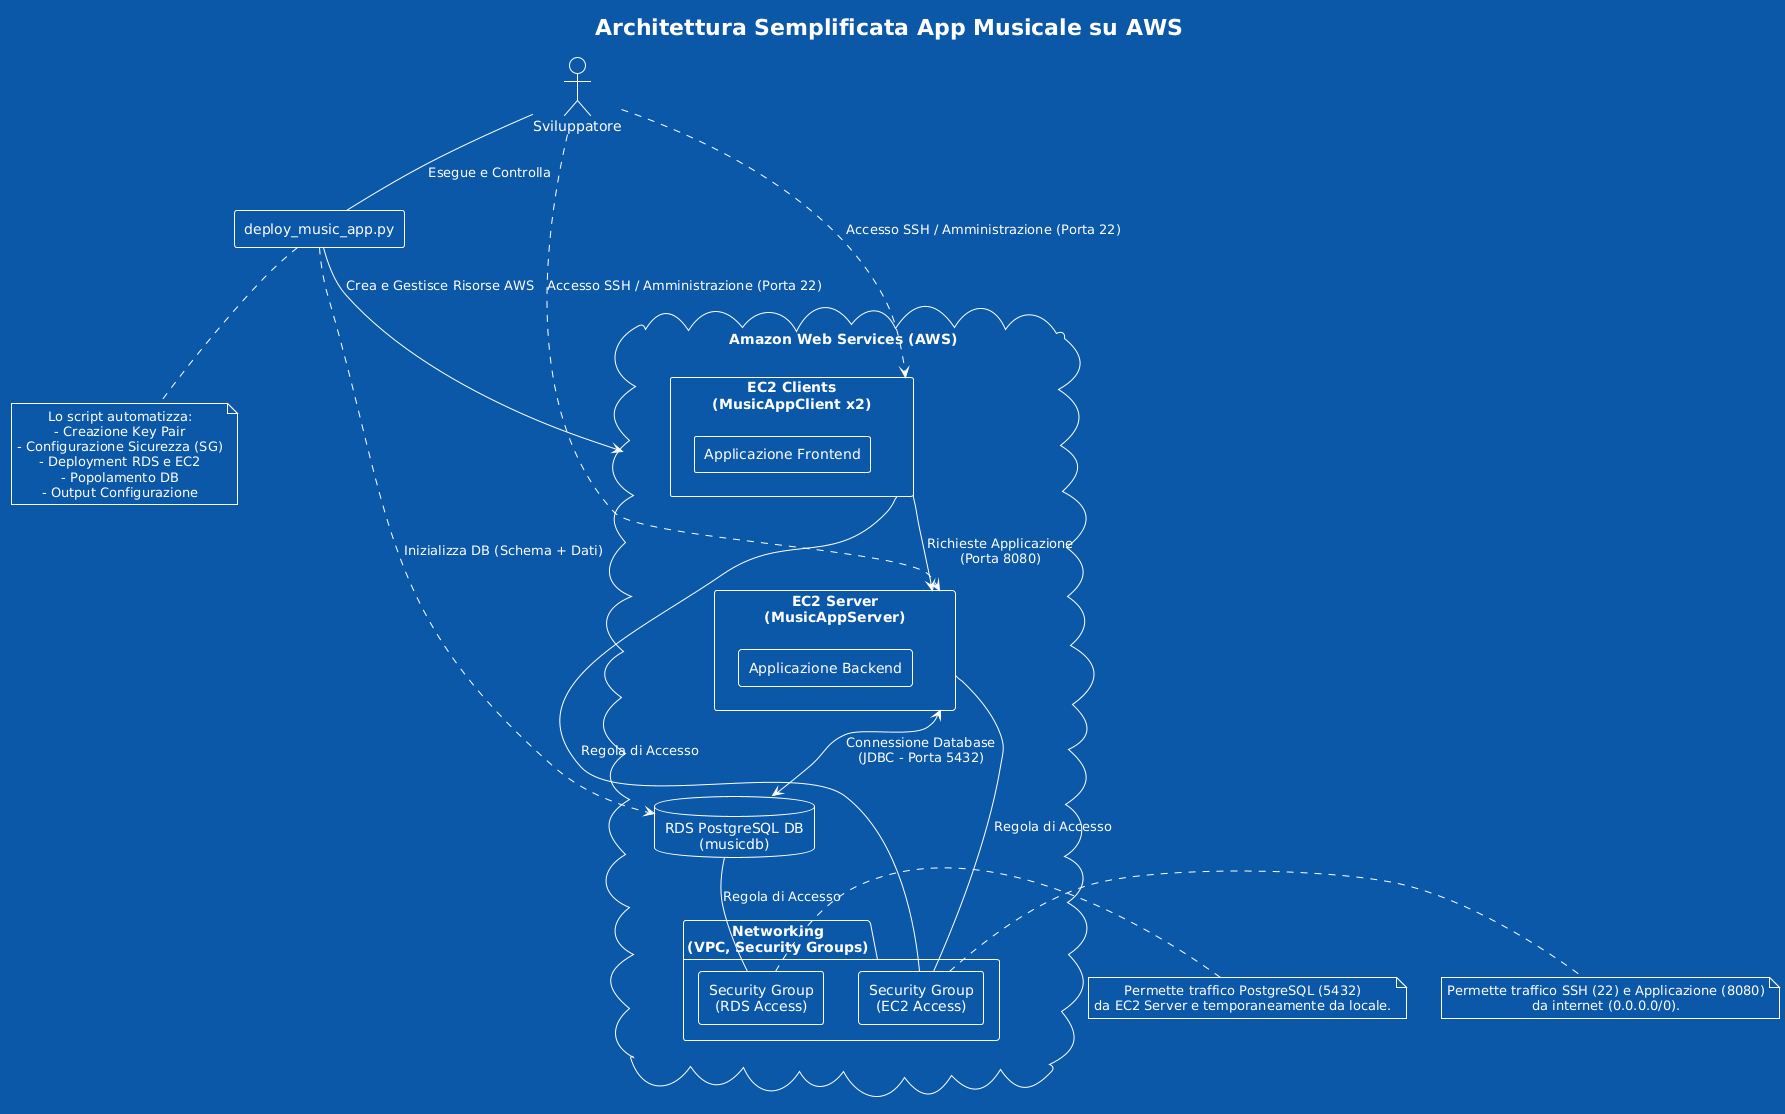 Architettura Semplificata App Musicale su AWS
Sviluppatore
Esegue e Controlla
deploy_music_app.py
Accesso SSH / Amministrazione (Porta 22)
Crea e Gestisce Risorse AWS
Accesso SSH / Amministrazione (Porta 22)
Amazon Web Services (AWS)
EC2 Clients
(MusicAppClient x2)
Applicazione Frontend
Lo script automatizza:
- Creazione Key Pair
- Configurazione Sicurezza (SG)
- Deployment RDS e EC2
- Popolamento DB
- Output Configurazione
Inizializza DB (Schema + Dati)
Richieste Applicazione
(Porta 8080)
EC2 Server
(MusicAppServer)
Applicazione Backend
Regola di Accesso
Connessione Database
(JDBC - Porta 5432)
RDS PostgreSQL DB
(musicdb)
Regola di Accesso
Regola di Accesso
Networking
(VPC, Security Groups)
Security Group
(RDS Access)
Security Group
(EC2 Access)
Permette traffico PostgreSQL (5432)
da EC2 Server e temporaneamente da locale.
Permette traffico SSH (22) e Applicazione (8080)
da internet (0.0.0.0/0).